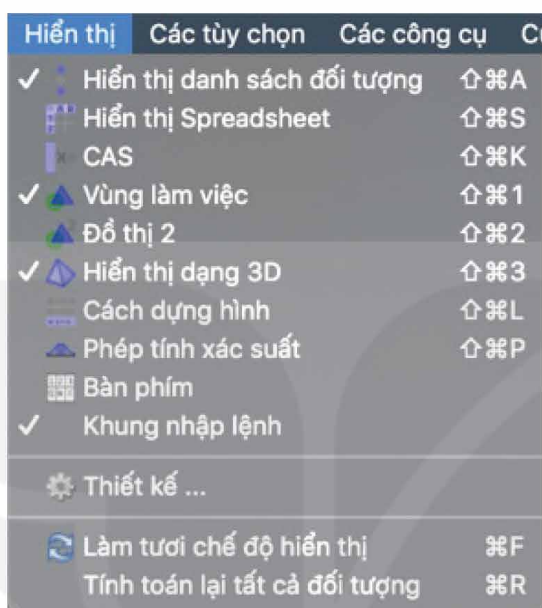 Hiển thị Các tùy chọn Các công cụ
✓ Hiển thị danh sách đối tượng ⇧⌘A
Hiển thị Spreadsheet ⇧⌘S
CAS ⇧⌘K
✓ Vùng làm việc ⇧⌘1
Đồ thị 2 ⇧⌘2
✓ Hiển thị dạng 3D ⇧⌘3
Cách dựng hình ⇧⌘L
Phép tính xác suất ⇧⌘P
Bàn phím
✓ Khung nhập lệnh
Thiết kế ...
Làm tươi chế độ hiển thị ⌘F
Tính toán lại tất cả đối tượng ⌘R